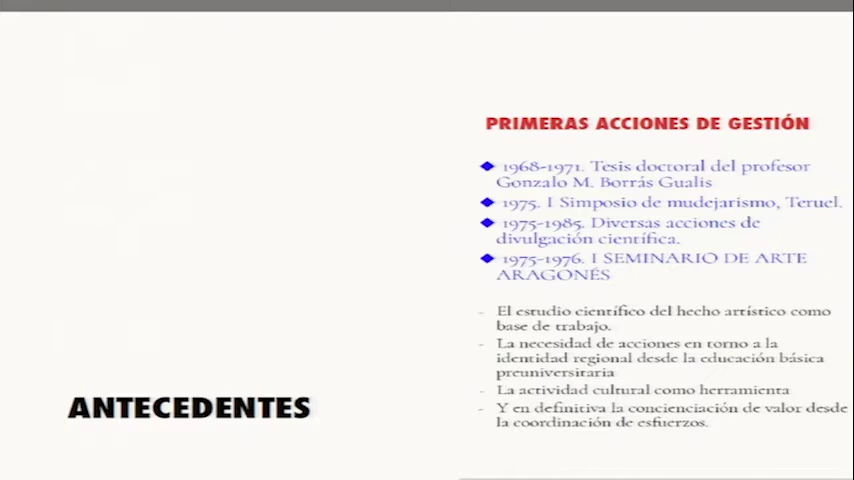 PRIMERAS ACCIONES DE GESTIÓN
1968-1971. Tesis doctoral del profesor
Gonzalo M. Borrás Gualis
1975. I Simposio de mudejarismo, Teruel.
1975-1985. Diversas acciones de
divulgación científica.
1975-1976. I SEMINARIO DE ARTE
ARAGONÉS
- El estudio científico del hecho artístico como
base de trabajo.
- La necesidad de acciones en torno a la
identidad regional desde la educación básica
preuniversitaria
- La actividad cultural como herramienta
- Y en definitiva la concienciación de valor desde
la coordinación de esfuerzos.
ANTECEDENTES